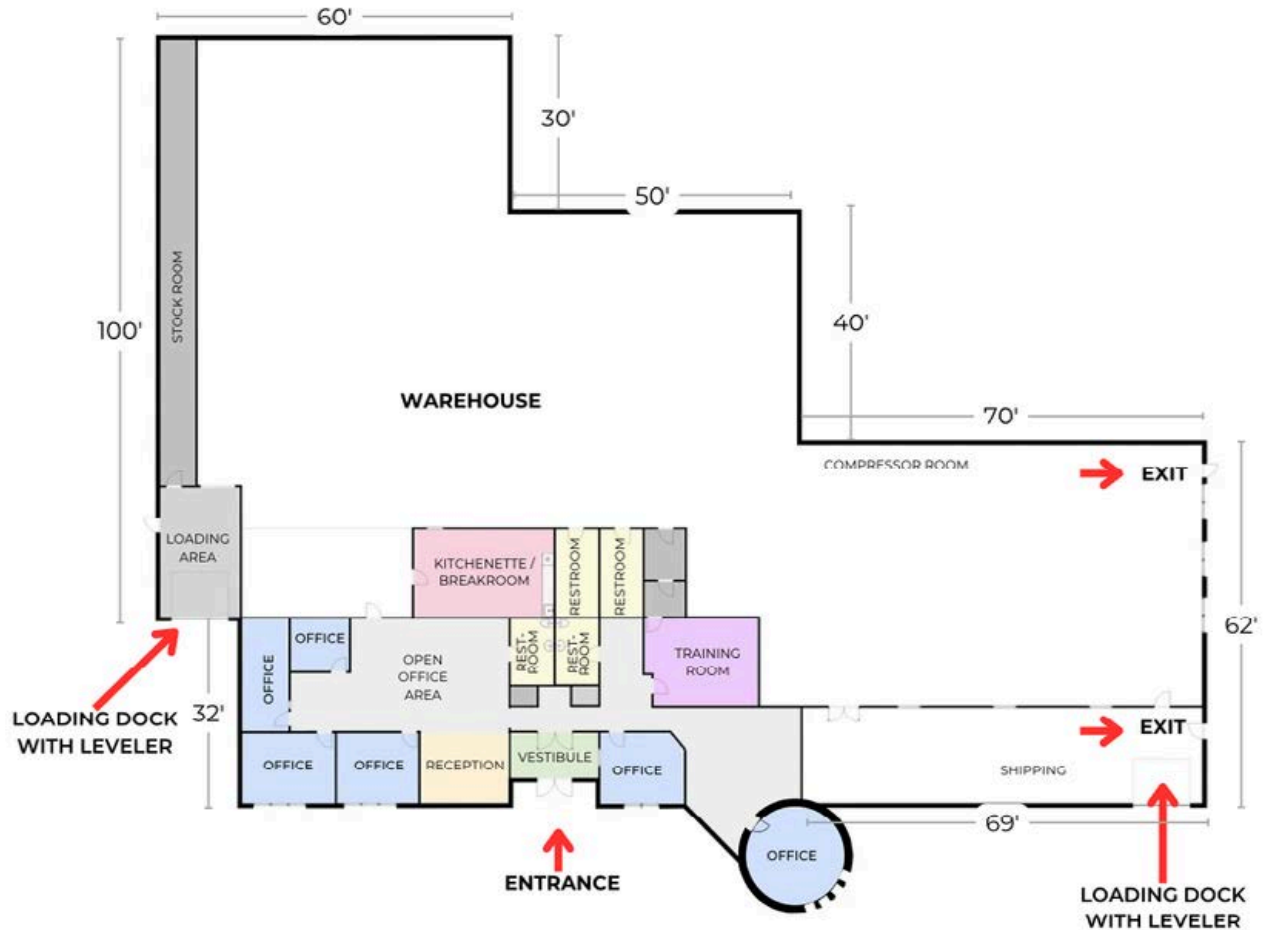 60'
30'
50'
STOCK ROOM
100'
40'
WAREHOUSE
70'
COMPRESSOR ROOM
EXIT
LOADING
AREA
KITCHENETTE /
BREAKROOM
RESTROOM
RESTROOM
62'
OFFICE
OFFICE
OPEN
OFFICE
AREA
REST-
ROOM
REST-
ROOM
TRAINING
ROOM
LOADING DOCK
WITH LEVELER
32'
EXIT
OFFICE
OFFICE
RECEPTION
VESTIBULE
OFFICE
SHIPPING
69'
OFFICE
ENTRANCE
LOADING DOCK
WITH LEVELER